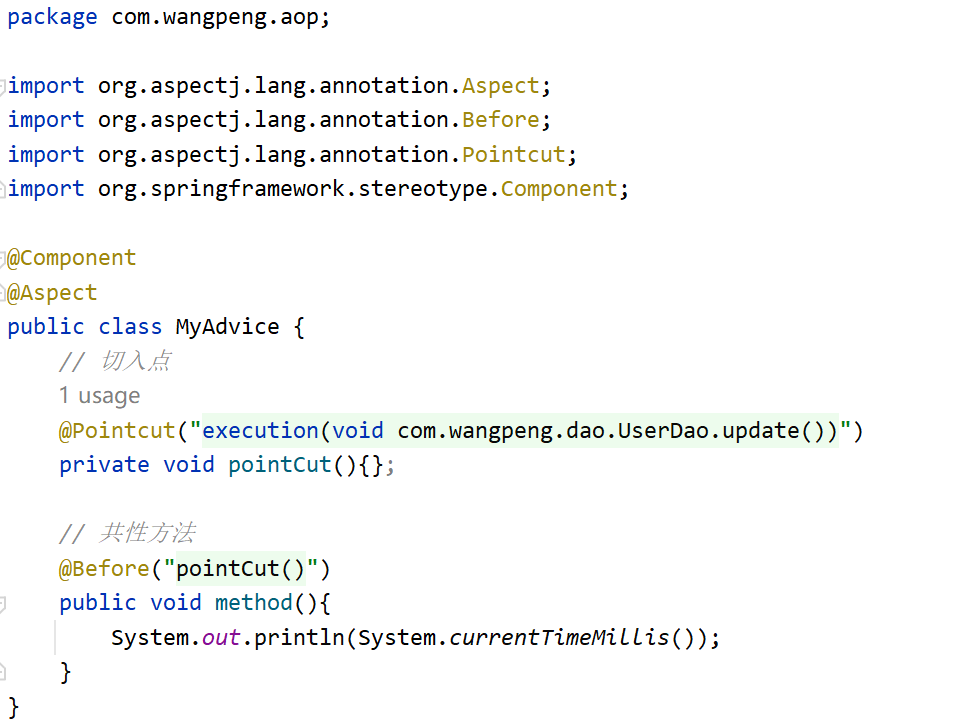 package com.wangpeng.aop;
import org.aspectj.lang.annotation.Aspect;
import org.aspectj.lang.annotation.Before;
import org.aspectj.lang.annotation.Pointcut;
import org.springframework.stereotype.Component;
@Component
@Aspect
public class MyAdvice {
// 切入点
1 usage
@Pointcut("execution(void com.wangpeng.dao.UserDao.update())")
private void pointCut(){};
// 共性方法
@Before("pointCut()")
public void method(){
System.out.println(System.currentTimeMillis());
}
}